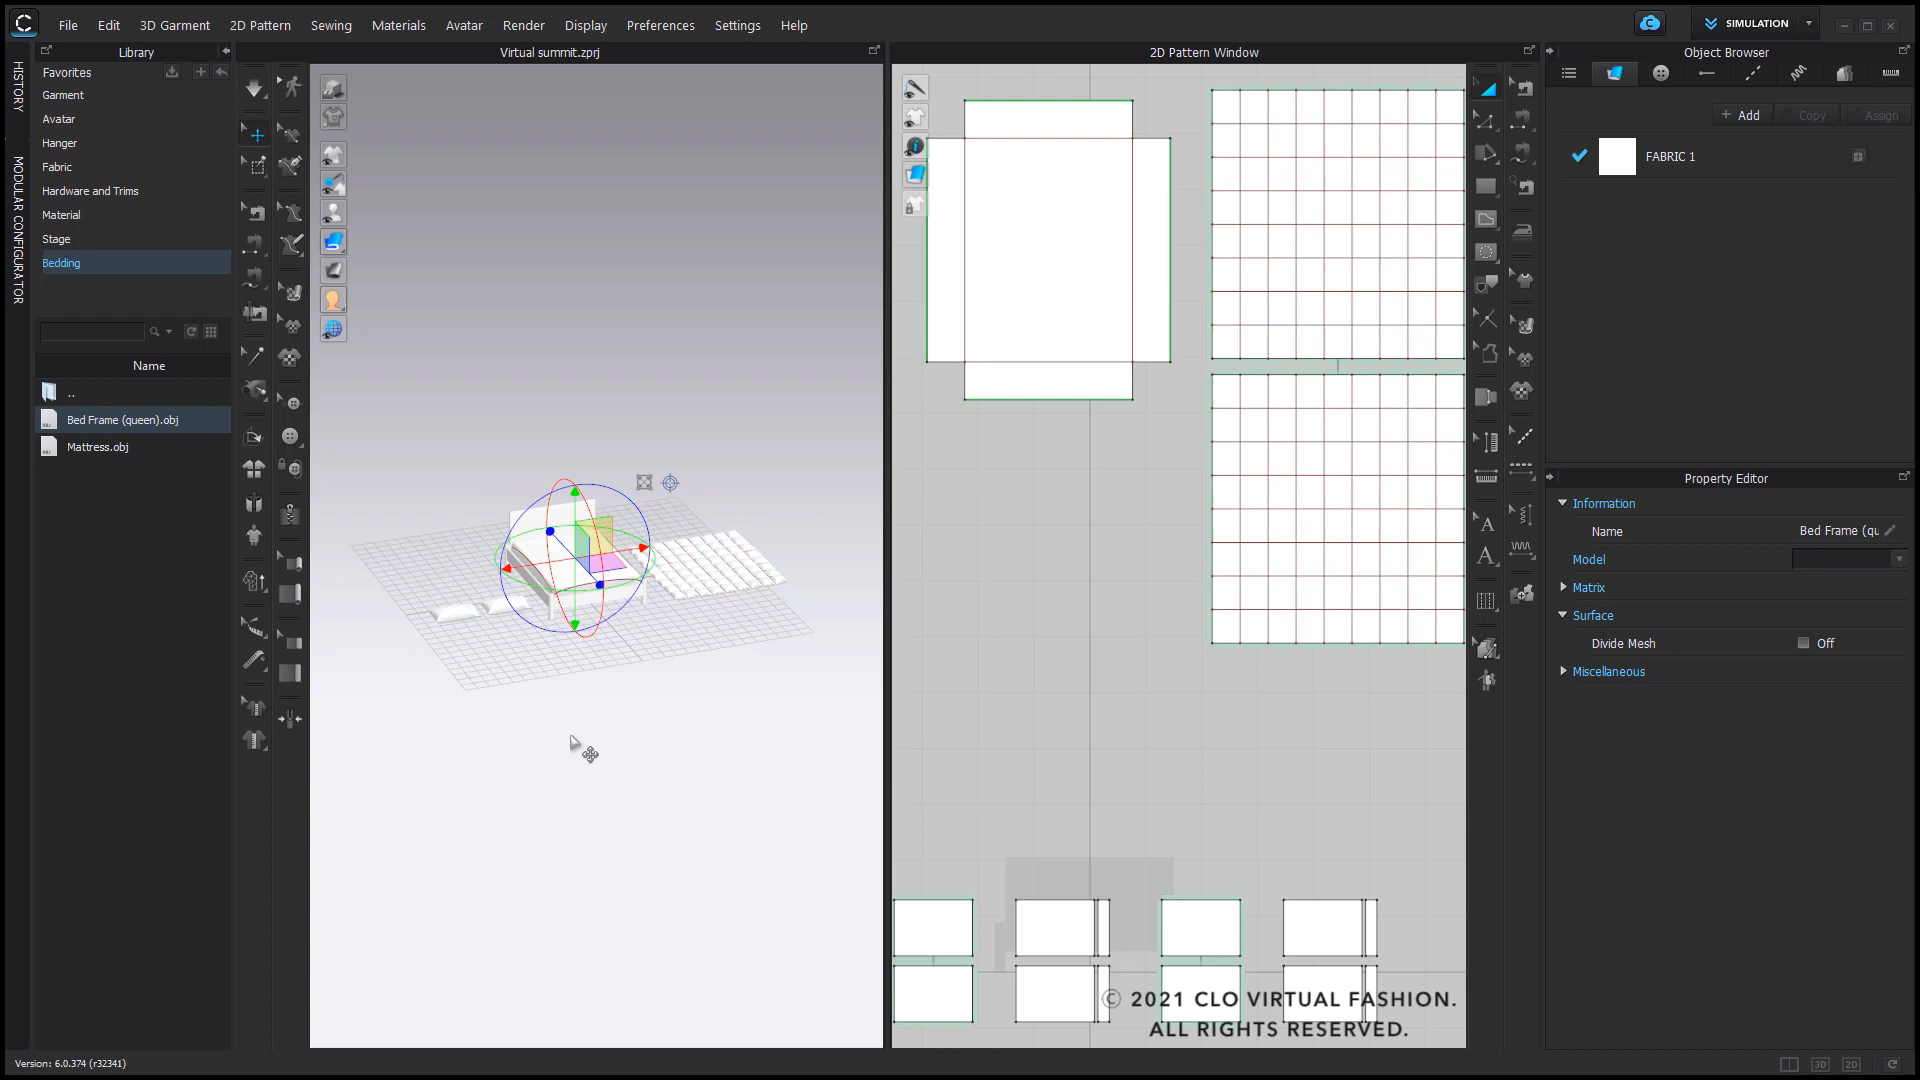 File Edit 3D Garment 2D Pattern Sewing Materials Avatar Render Display Preferences Settings Help
SIMULATION
Library
Virtual summit.zprj
2D Pattern Window
Object Browser
HISTORY
MODULAR CONFIGURATOR
Favorites
Garment
Avatar
Hanger
Fabric
Hardware and Trims
Material
Stage
Bedding
Name
..
Bed Frame (queen).obj
Mattress.obj
+ Add
Copy
Assign
FABRIC 1
Property Editor
Information
Name
Bed Frame (qu
Model
Matrix
Surface
Divide Mesh
Off
Miscellaneous
© 2021 CLO VIRTUAL FASHION.
ALL RIGHTS RESERVED.
Version: 6.0.374 (r32341)
3D
2D